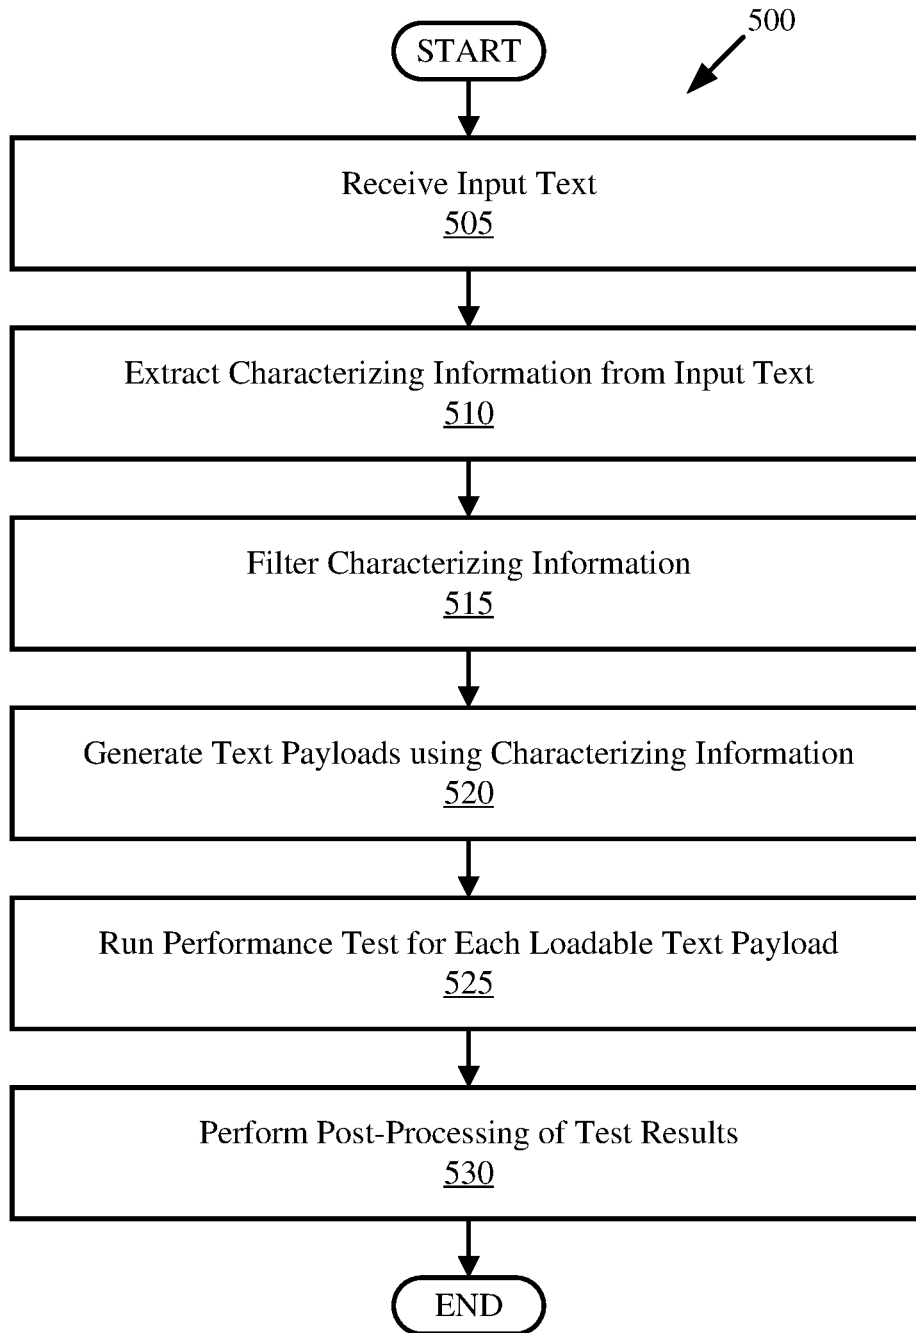 500
START
Receive Input Text
505
Extract Characterizing Information from Input Text
510
Filter Characterizing Information
515
Generate Text Payloads using Characterizing Information
520
Run Performance Test for Each Loadable Text Payload
525
Perform Post-Processing of Test Results
530
END